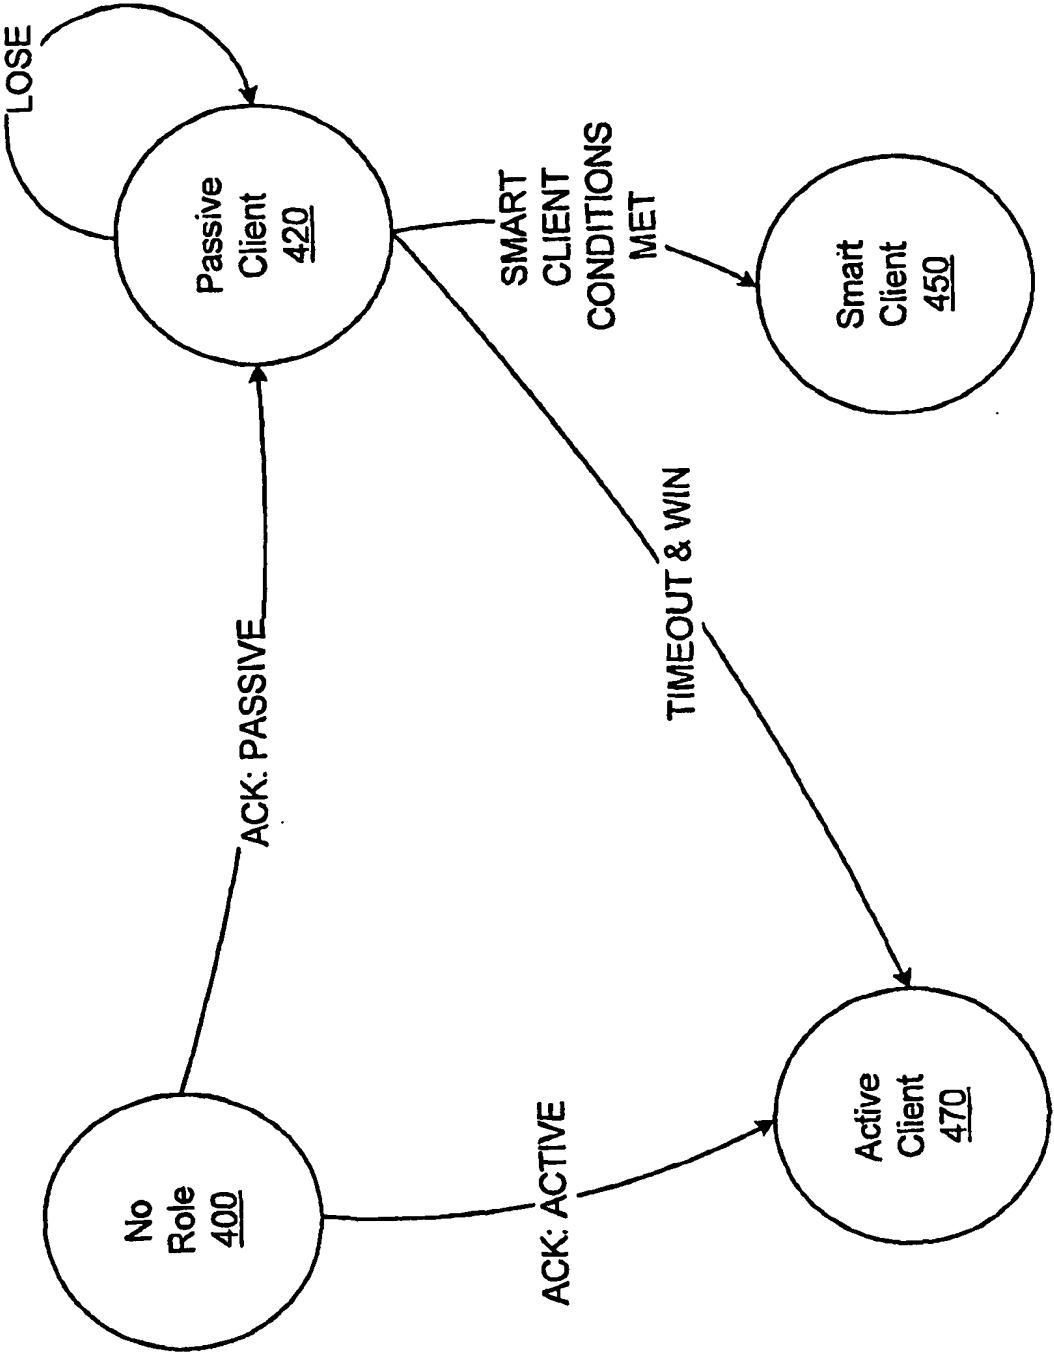 No
Role
400
ACK: PASSIVE
Passive
Client
420
LOSE
ACK: ACTIVE
TIMEOUT & WIN
SMART
CLIENT
CONDITIONS
MET
Active
Client
470
Smart
Client
450